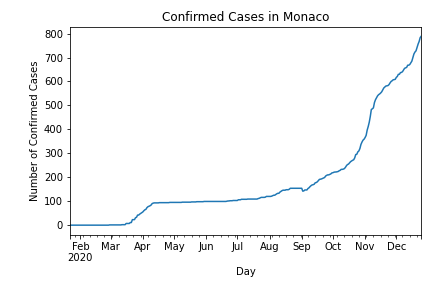 Confirmed Cases in Monaco
800
700
600
500
400
300
200
100
0
Number of Confirmed Cases
Feb Mar Apr May Jun Jul Aug Sep Oct Nov Dec
2020
Day